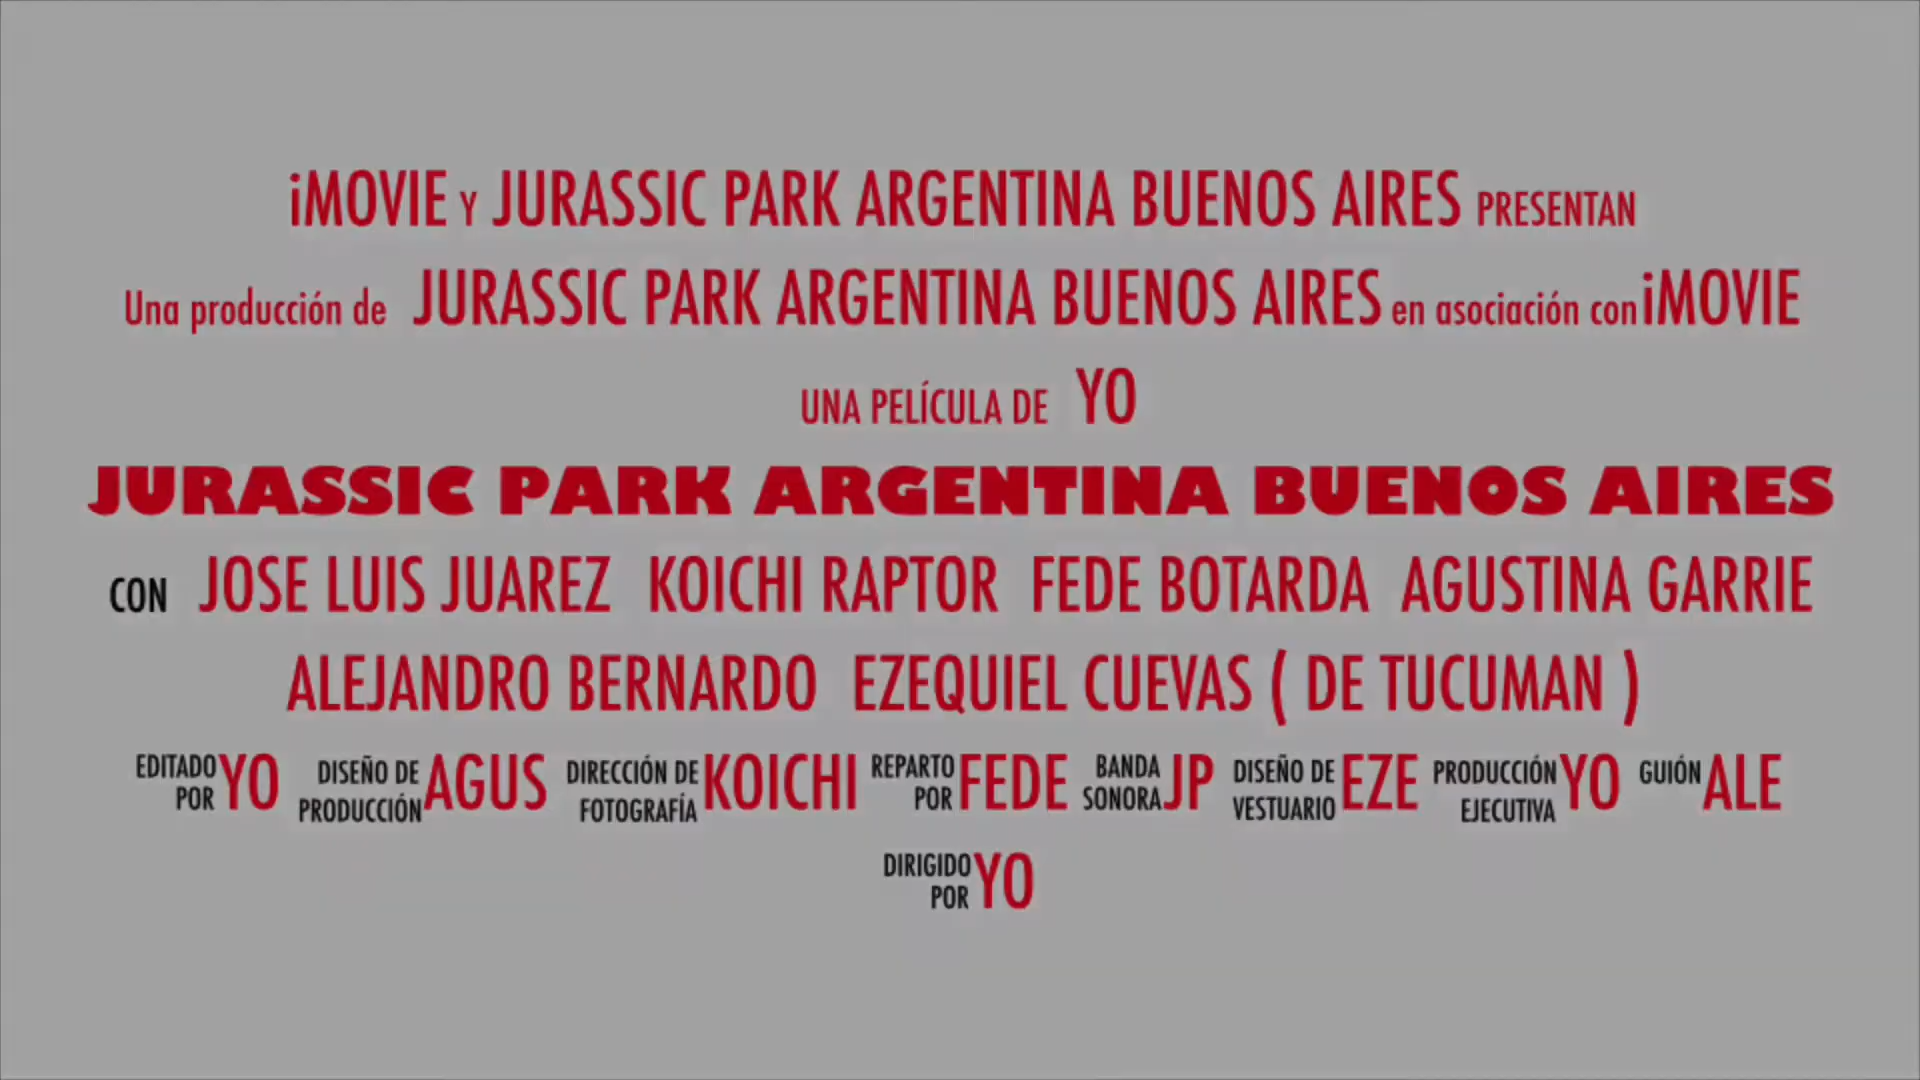 iMOVIE Y JURASSIC PARK ARGENTINA BUENOS AIRES PRESENTAN
Una producción de JURASSIC PARK ARGENTINA BUENOS AIRES en asociación con iMOVIE
UNA PELÍCULA DE YO
JURASSIC PARK ARGENTINA BUENOS AIRES
CON JOSE LUIS JUAREZ KOICHI RAPTOR FEDE BOTARDA AGUSTINA GARRIE
ALEJANDRO BERNARDO EZEQUIEL CUEVAS ( DE TUCUMAN )
EDITADO POR YO DISEÑO DE PRODUCCIÓN AGUS DIRECCIÓN DE FOTOGRAFÍA KOICHI REPARTO POR FEDE BANDA SONORA JP DISEÑO DE VESTUARIO EZE PRODUCCIÓN EJECUTIVA YO GUIÓN ALE
DIRIGIDO POR YO